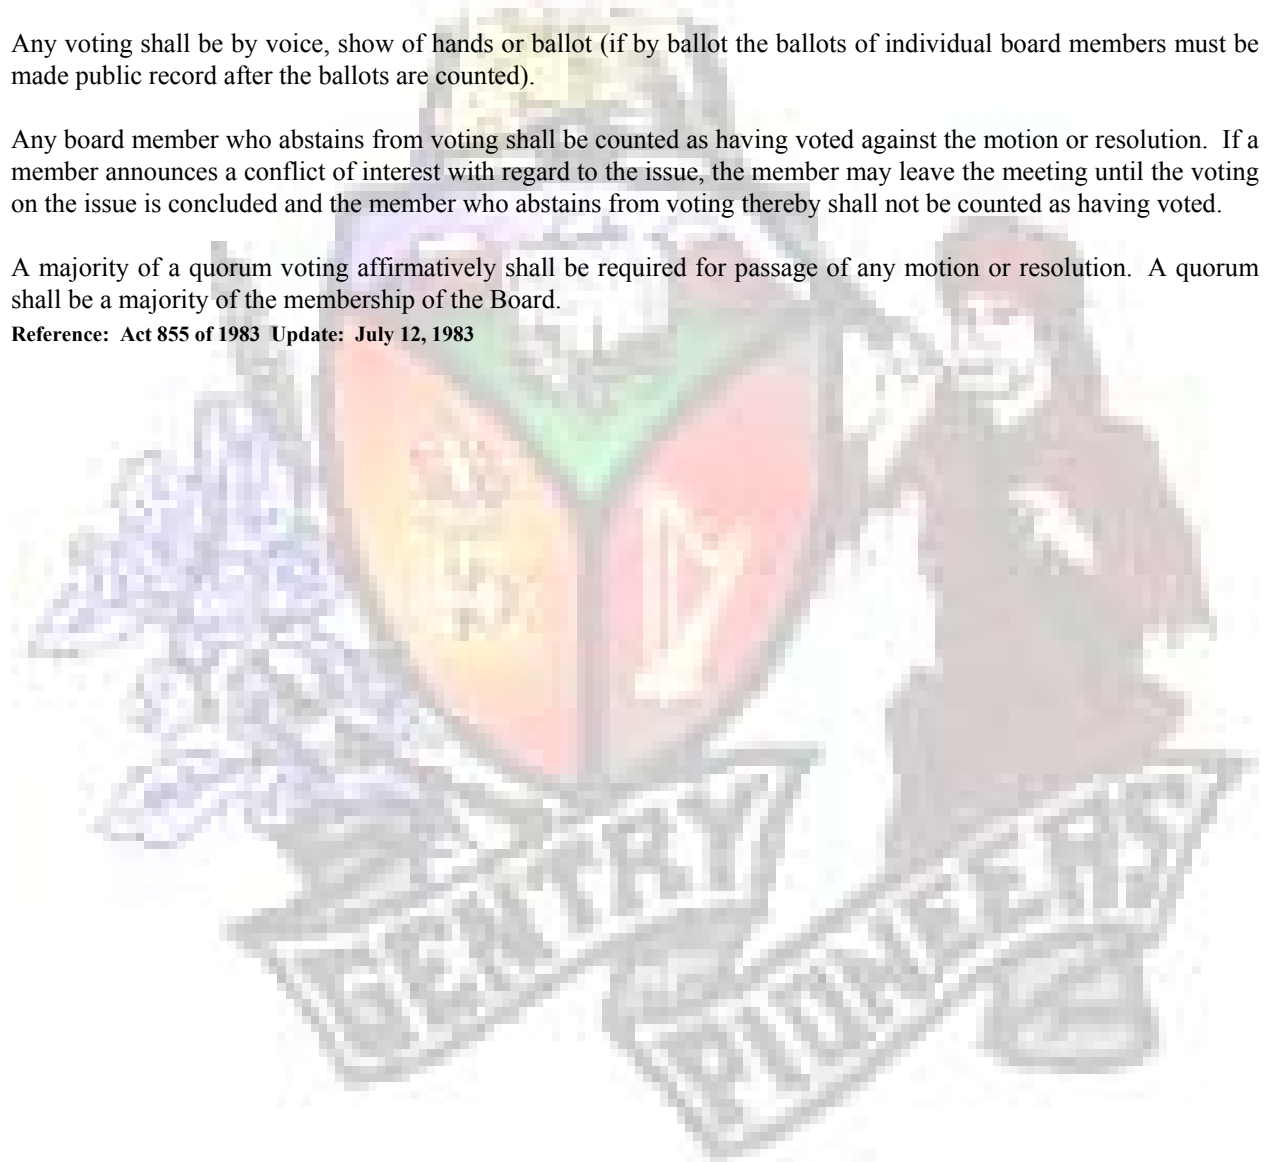 Any voting shall be by voice, show of hands or ballot (if by ballot the ballots of individual board members must be
made public record after the ballots are counted).
Any board member who abstains from voting shall be counted as having voted against the motion or resolution.  If a
member announces a conflict of interest with regard to the issue, the member may leave the meeting until the voting
on the issue is concluded and the member who abstains from voting thereby shall not be counted as having voted.
A majority of a quorum voting affirmatively shall be required for passage of any motion or resolution.  A quorum
shall be a majority of the membership of the Board.
Reference:  Act 855 of 1983  Update:  July 12, 1983
GENTRY
PIONEERS